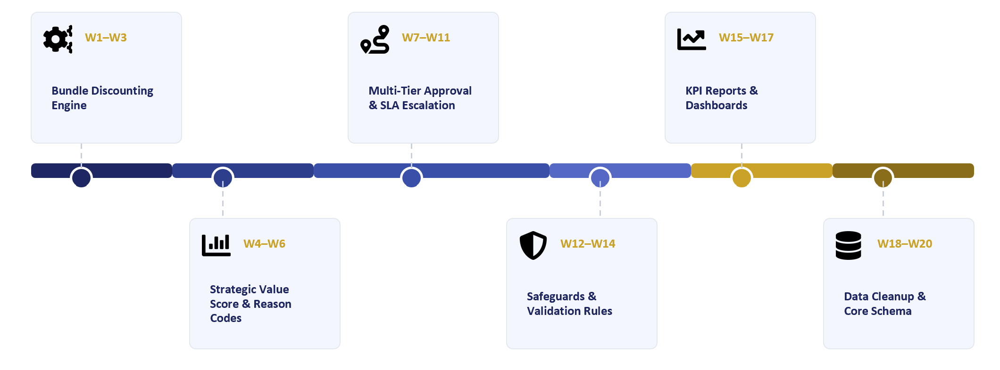 W1–W3
Bundle Discounting
Engine
W4–W6
Strategic Value
Score & Reason
Codes
W7–W11
Multi-Tier Approval
& SLA Escalation
W12–W14
Safeguards &
Validation Rules
W15–W17
KPI Reports &
Dashboards
W18–W20
Data Cleanup &
Core Schema